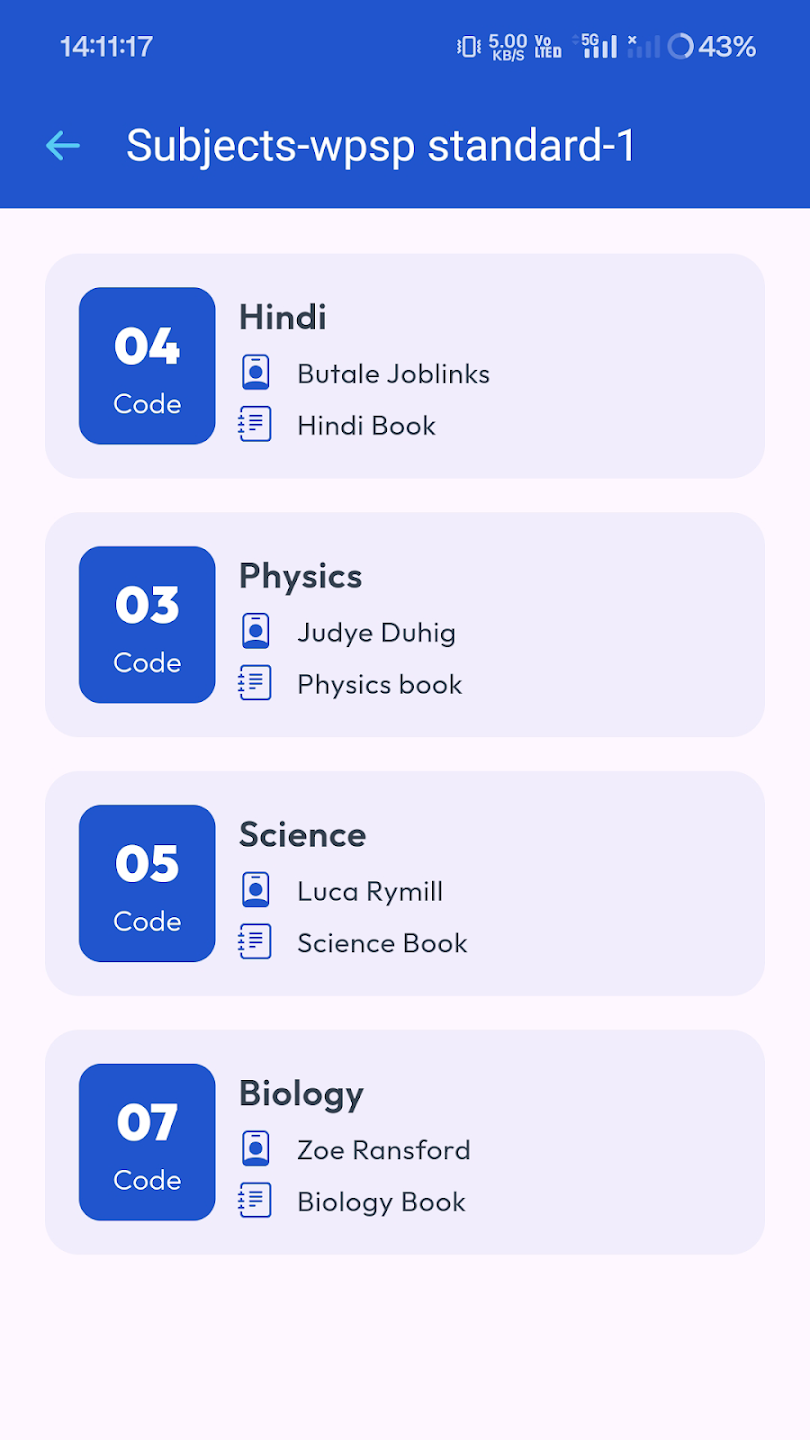 14:11:17 5.00 KB/S Vo LTED 5G 43%
Subjects-wpsp standard-1
04
Code
Hindi
Butale Joblinks
Hindi Book
03
Code
Physics
Judye Duhig
Physics book
05
Code
Science
Luca Rymill
Science Book
07
Code
Biology
Zoe Ransford
Biology Book